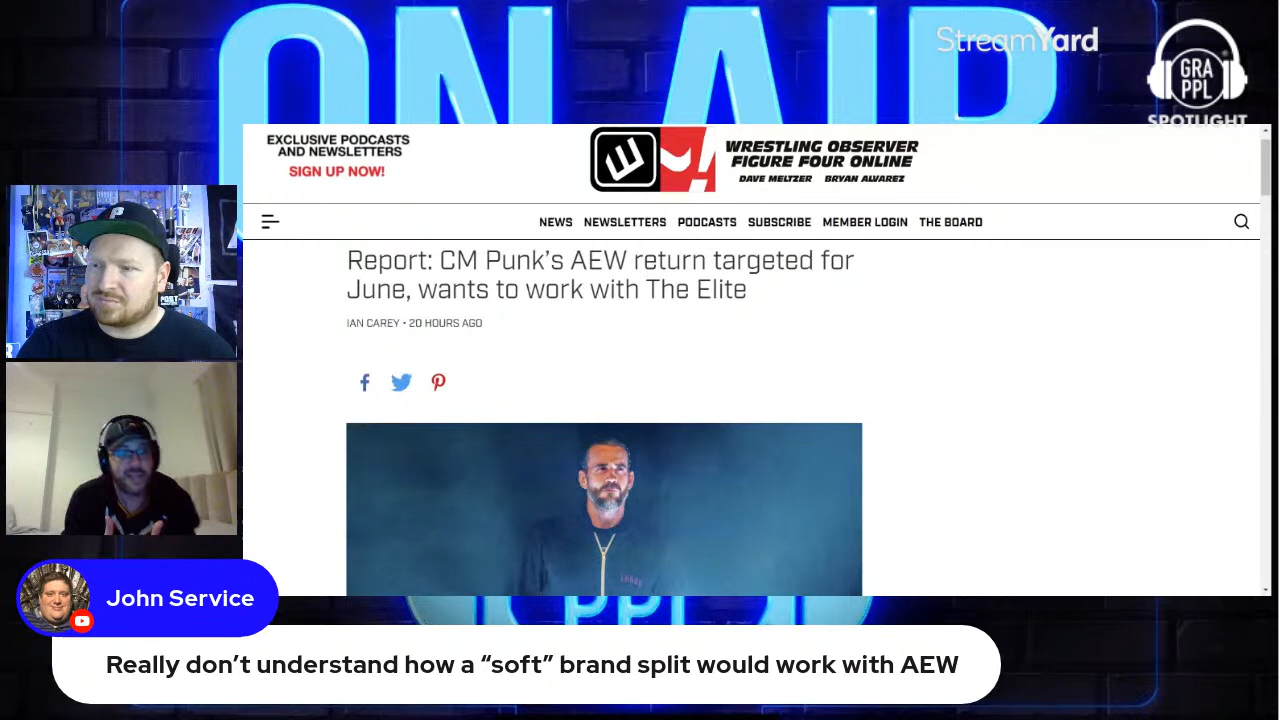 ON AIR
StreamYard
GRA
PPL
SPOTLIGHT
EXCLUSIVE PODCASTS
AND NEWSLETTERS
SIGN UP NOW!
WRESTLING OBSERVER
FIGURE FOUR ONLINE
DAVE MELTZER BRYAN ALVAREZ
NEWS NEWSLETTERS PODCASTS SUBSCRIBE MEMBER LOGIN THE BOARD
Report: CM Punk’s AEW return targeted for
June, wants to work with The Elite
IAN CAREY • 20 HOURS AGO
PPL
John Service
Really don’t understand how a “soft” brand split would work with AEW